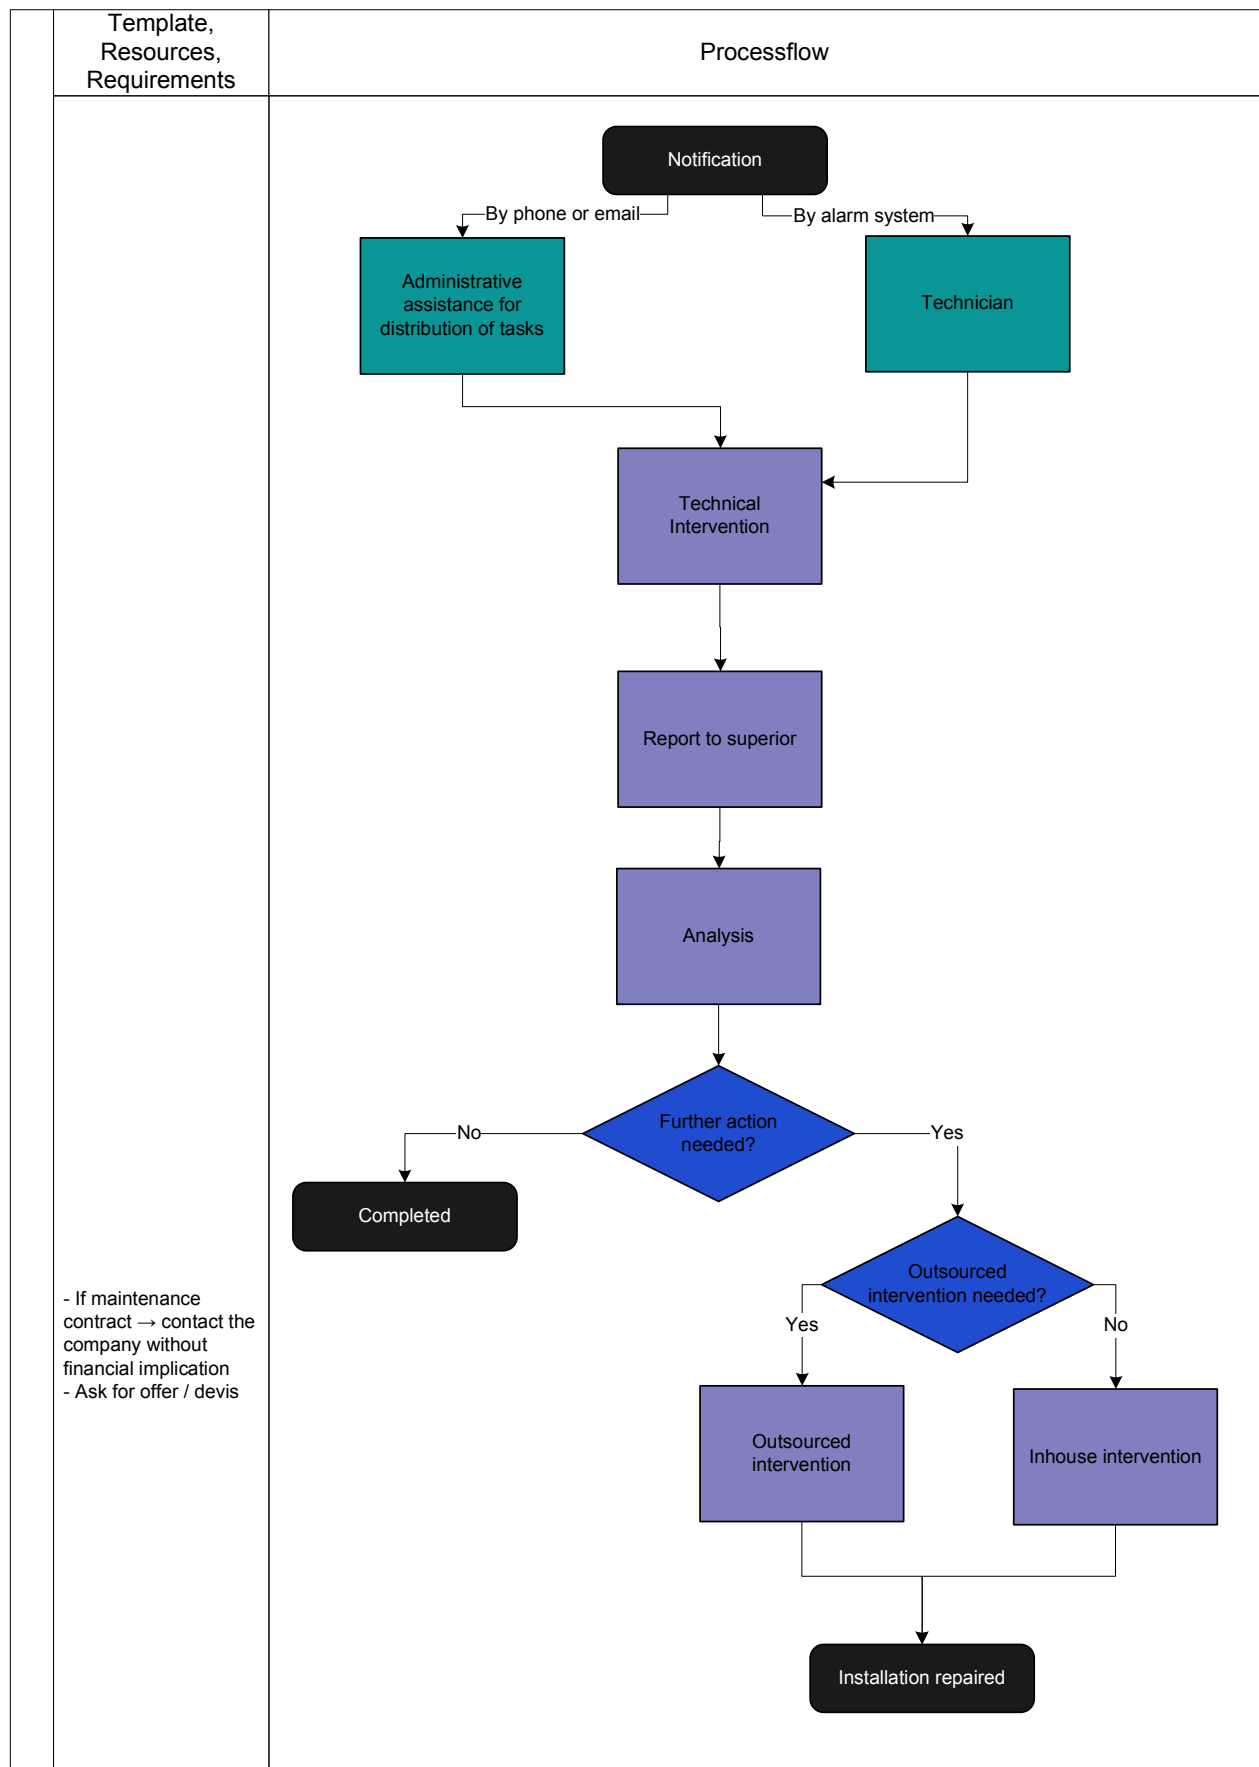 Template,
Resources,
Requirements
Processflow
Notification
By phone or email
By alarm system
Administrative
assistance for
distribution of tasks
Technician
Technical
Intervention
Report to superior
Analysis
Further action
needed?
No
Yes
Completed
Outsourced
intervention needed?
- If maintenance
contract → contact the
company without
financial implication
- Ask for offer / devis
Yes
No
Outsourced
intervention
Inhouse intervention
Installation repaired